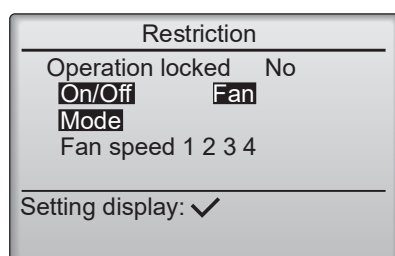 Restriction
Operation locked No
On/Off Fan
Mode
Fan speed 1 2 3 4
Setting display: ✓